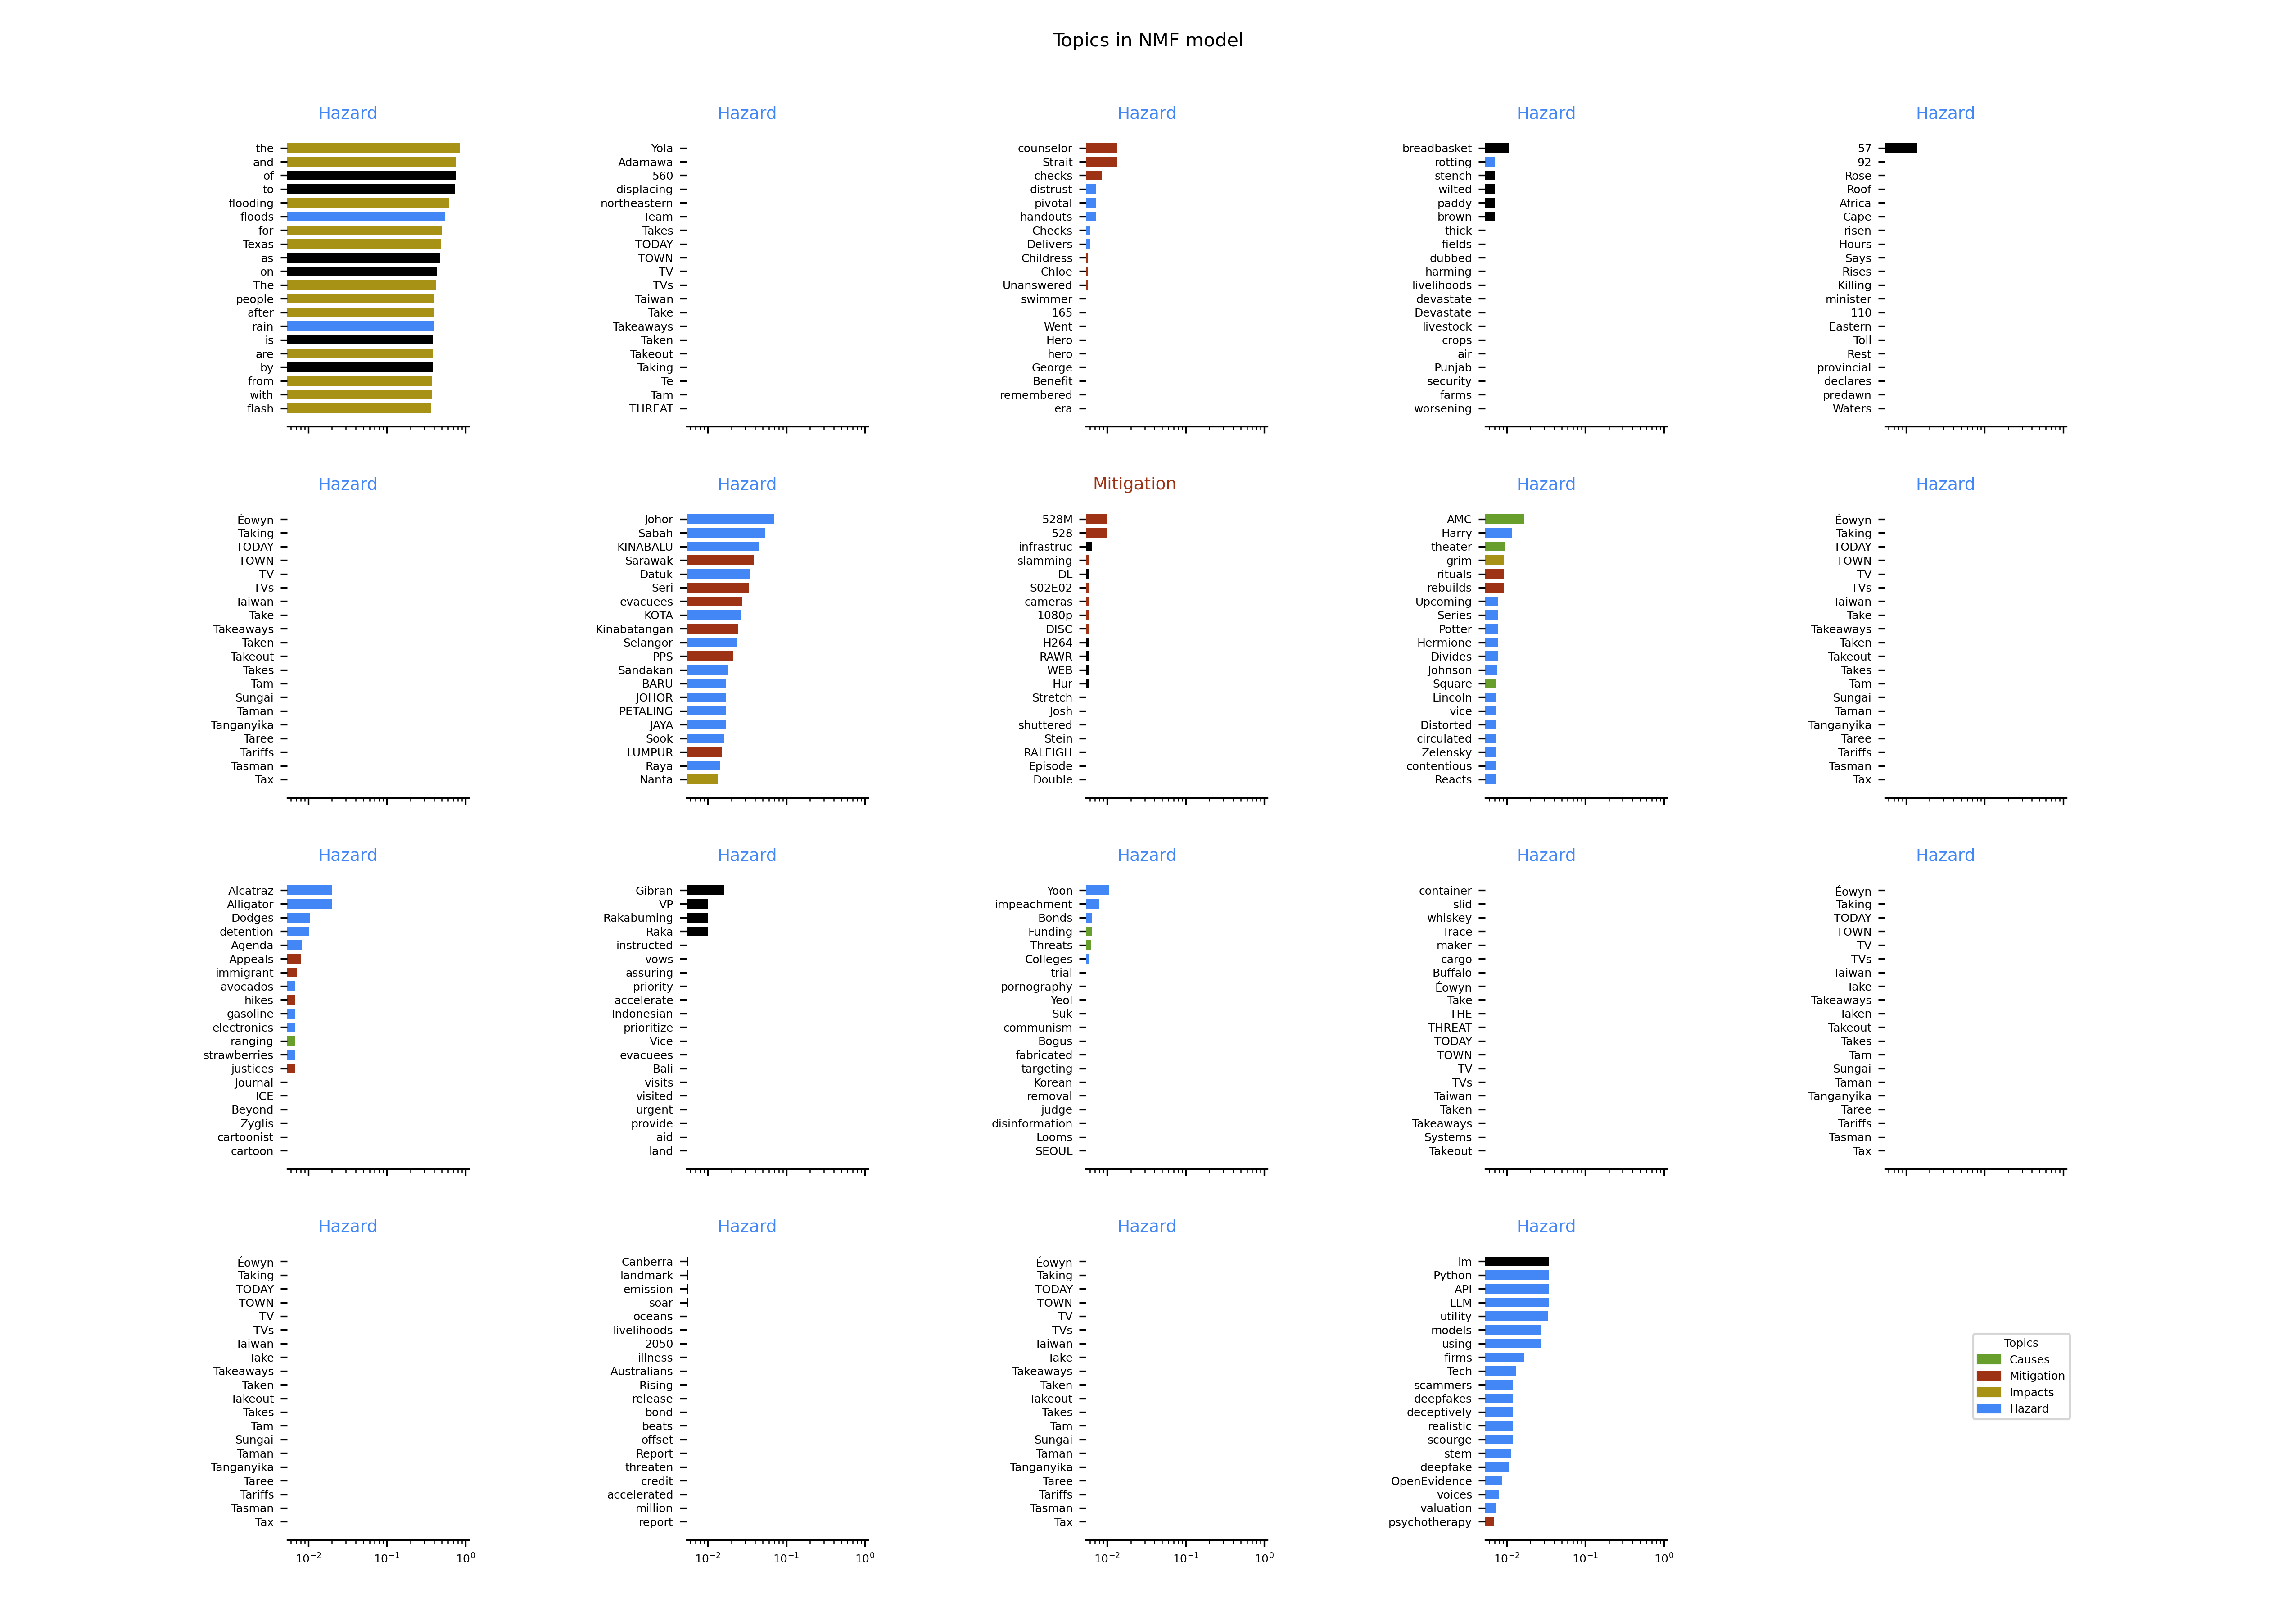 Topics in NMF model
Hazard
the
and
of
to
flooding
floods
for
Texas
as
on
The
people
after
rain
is
are
by
from
with
flash
Hazard
Yola
Adamawa
560
displacing
northeastern
Team
Takes
TODAY
TOWN
TV
TVs
Taiwan
Take
Takeaways
Taken
Takeout
Taking
Te
Tam
THREAT
Hazard
counselor
Strait
checks
distrust
pivotal
handouts
Checks
Delivers
Childress
Chloe
Unanswered
swimmer
165
Went
Hero
hero
George
Benefit
remembered
era
Hazard
breadbasket
rotting
stench
wilted
paddy
brown
thick
fields
dubbed
harming
livelihoods
devastate
Devastate
livestock
crops
air
Punjab
security
farms
worsening
Hazard
57
92
Rose
Roof
Africa
Cape
risen
Hours
Says
Rises
Killing
minister
110
Eastern
Toll
Rest
provincial
declares
predawn
Waters
Hazard
Éowyn
Taking
TODAY
TOWN
TV
TVs
Taiwan
Take
Takeaways
Taken
Takeout
Takes
Tam
Sungai
Taman
Tanganyika
Taree
Tariffs
Tasman
Tax
Hazard
Johor
Sabah
KINABALU
Sarawak
Datuk
Seri
evacuees
KOTA
Kinabatangan
Selangor
PPS
Sandakan
BARU
JOHOR
PETALING
JAYA
Sook
LUMPUR
Raya
Nanta
Mitigation
528M
528
infrastruc
slamming
DL
S02E02
cameras
1080p
DISC
H264
RAWR
WEB
Hur
Stretch
Josh
shuttered
Stein
RALEIGH
Episode
Double
Hazard
AMC
Harry
theater
grim
rituals
rebuilds
Upcoming
Series
Potter
Hermione
Divides
Johnson
Square
Lincoln
vice
Distorted
circulated
Zelensky
contentious
Reacts
Hazard
Éowyn
Taking
TODAY
TOWN
TV
TVs
Taiwan
Take
Takeaways
Taken
Takeout
Takes
Tam
Sungai
Taman
Tanganyika
Taree
Tariffs
Tasman
Tax
Hazard
Alcatraz
Alligator
Dodges
detention
Agenda
Appeals
immigrant
avocados
hikes
gasoline
electronics
ranging
strawberries
justices
Journal
ICE
Beyond
Zyglis
cartoonist
cartoon
Hazard
Gibran
VP
Rakabuming
Raka
instructed
vows
assuring
priority
accelerate
Indonesian
prioritize
Vice
evacuees
Bali
visits
visited
urgent
provide
aid
land
Hazard
Yoon
impeachment
Bonds
Funding
Threats
Colleges
trial
pornography
Yeol
Suk
communism
Bogus
fabricated
targeting
Korean
removal
judge
disinformation
Looms
SEOUL
Hazard
container
slid
whiskey
Trace
maker
cargo
Buffalo
Éowyn
Take
THE
THREAT
TODAY
TOWN
TV
TVs
Taiwan
Taken
Takeaways
Systems
Takeout
Hazard
Éowyn
Taking
TODAY
TOWN
TV
TVs
Taiwan
Take
Takeaways
Taken
Takeout
Takes
Tam
Sungai
Taman
Tanganyika
Taree
Tariffs
Tasman
Tax
Hazard
Éowyn
Taking
TODAY
TOWN
TV
TVs
Taiwan
Take
Takeaways
Taken
Takeout
Takes
Tam
Sungai
Taman
Tanganyika
Taree
Tariffs
Tasman
Tax
10⁻² 10⁻¹ 10⁰
Hazard
Canberra
landmark
emission
soar
oceans
livelihoods
2050
illness
Australians
Rising
release
bond
beats
offset
Report
threaten
credit
accelerated
million
report
10⁻² 10⁻¹ 10⁰
Hazard
Éowyn
Taking
TODAY
TOWN
TV
TVs
Taiwan
Take
Takeaways
Taken
Takeout
Takes
Tam
Sungai
Taman
Tanganyika
Taree
Tariffs
Tasman
Tax
10⁻² 10⁻¹ 10⁰
Hazard
Python
API
LLM
utility
models
using
firms
Tech
scammers
deepfakes
deceptively
realistic
scourge
stem
deepfake
OpenEvidence
voices
valuation
psychotherapy
10⁻² 10⁻¹ 10⁰
Topics
Causes
Mitigation
Impacts
Hazard